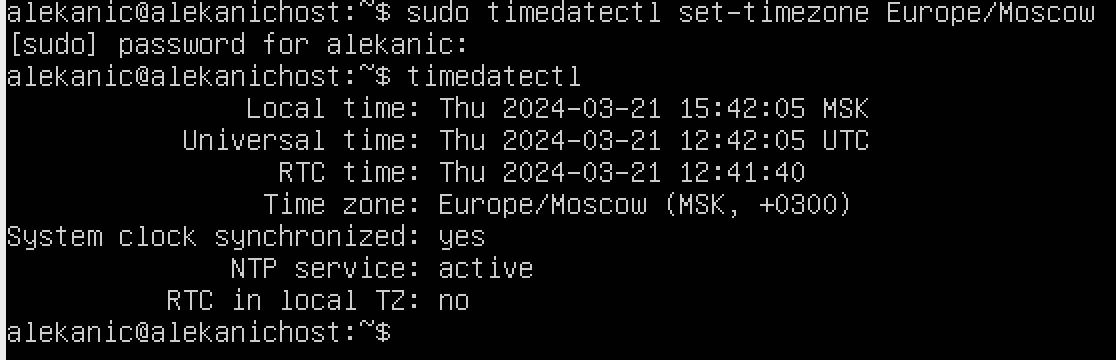 alekanic@alekanichost:~$ sudo timedatectl set-timezone Europe/Moscow
[sudo] password for alekanic:
alekanic@alekanichost:~$ timedatectl
Local time: Thu 2024-03-21 15:42:05 MSK
Universal time: Thu 2024-03-21 12:42:05 UTC
RTC time: Thu 2024-03-21 12:41:40
Time zone: Europe/Moscow (MSK, +0300)
System clock synchronized: yes
NTP service: active
RTC in local TZ: no
alekanic@alekanichost:~$